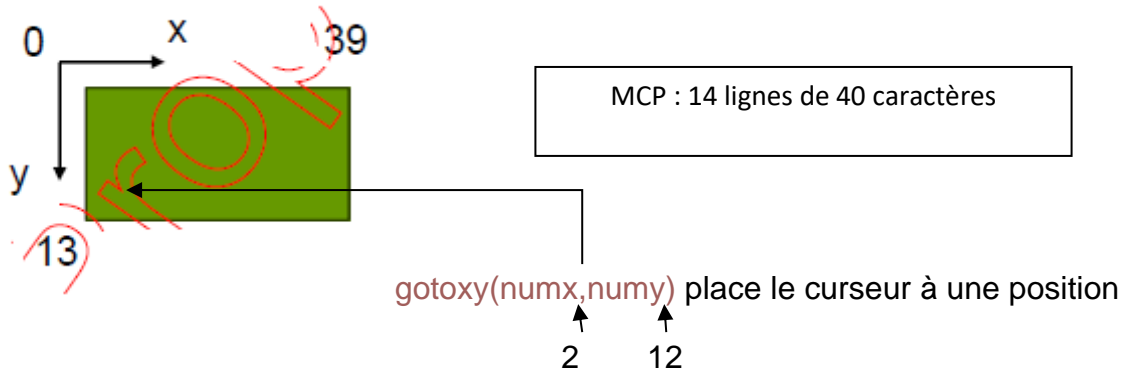 0 x 39
MCP : 14 lignes de 40 caractères
y
13
gotoxy(numx,numy) place le curseur à une position
2 12